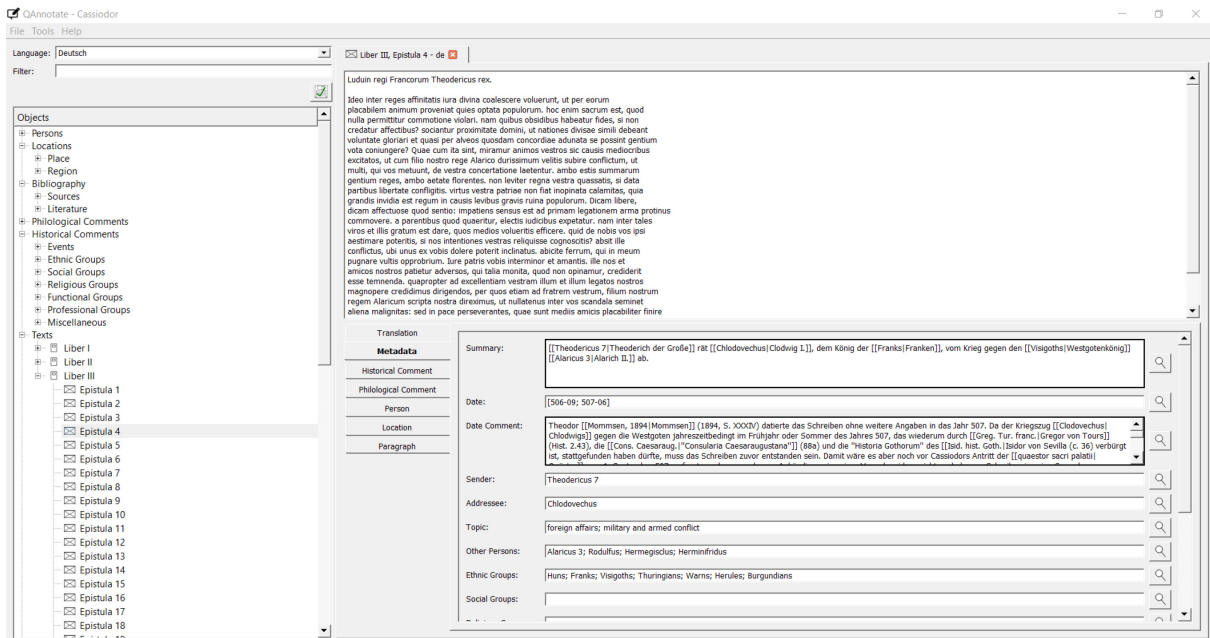 QAnnotate - Cassiodor
File Tools Help
Language: Deutsch
Filter:
Objects
Persons
Locations
Place
Region
Bibliography
Sources
Literature
Philological Comments
Historical Comments
Events
Ethnic Groups
Social Groups
Religious Groups
Functional Groups
Professional Groups
Miscellaneous
Texts
Liber I
Liber II
Liber III
Epistula 1
Epistula 2
Epistula 3
Epistula 4
Epistula 5
Epistula 6
Epistula 7
Epistula 8
Epistula 9
Epistula 10
Epistula 11
Epistula 12
Epistula 13
Epistula 14
Epistula 15
Epistula 16
Epistula 17
Epistula 18
Liber III, Epistula 4 - de
Luduin regi Francorum Theodericus rex.
Ideo inter reges affinitatis iura divina coalescere voluerunt, ut per eorum
placabilem animum proveniat quies optata populorum. hoc enim sacrum est, quod
nulla permittitur commotione violari. nam quibus obsidibus habeatur fides, si non
credatur affectibus? sociantur proximitate domini, ut nationes divisae simili debeant
voluntate gloriari et quasi per alveos quosdam concordiae adunata se possint gentium
vota coniungere? Quae cum ita sint, miramur animos vestros sic causis mediocribus
excitatos, ut cum filio nostro rege Alarico durissimum velitis subire conflictum, ut
multi, qui vos metuunt, de vestra concertatione laetentur. ambo estis summarum
gentium reges, ambo aetate florentes. non leviter regna vestra quassatis, si data
partibus libertate confligitis. virtus vestra patriae non fiat inopinata calamitas, quia
grandis invidia est regum in causis levibus gravis ruina populorum. Dicam libere,
dicam affectuose quod sentio: impatiens sensus est ad primam legationem arma protinus
commovere. a parentibus quod quaeritur, electis iudicibus expetatur. nam inter tales
viros et illis gratum est dare, quos medios volueritis efficere. quid de nobis vos ipsi
aestimare poteritis, si nos intentiones vestras reliquisse cognoscitis? absit ille
conflictus, ubi unus ex vobis dolere poterit inclinatus. abicite ferrum, qui in meum
pugnare vultis opprobrium. Iure patris vobis interminor et amantis. ille nos et
amicos nostros patietur adversos, qui talia monita, quod non opinamur, crediderit
esse temnenda. quapropter ad excellentiam vestram illum et illum legatos nostros
magnopere credidimus dirigendos, per quos etiam ad fratrem vestrum, filium nostrum
regem Alaricum scripta nostra direximus, ut nullatenus inter vos scandala seminet
aliena malignitas: sed in pace perseverantes, quae sunt mediis amicis placabiliter finire
Translation
Metadata
Historical Comment
Philological Comment
Person
Location
Paragraph
Summary: [[Theodericus 7|Theoderich der Große]] rät [[Chlodovechus|Clodwig I.]], dem König der [[Franks|Franken]], vom Krieg gegen den [[Visigoths|Westgotenkönig]]
[[Alaricus 3|Alarich II.]] ab.
Date: [506-09; 507-06]
Date Comment: Theodor [[Mommsen, 1894|Mommsen]] (1894, S. XXXIV) datierte das Schreiben ohne weitere Angaben in das Jahr 507. Da der Kriegszug [[Clodovechus|
Chlodwigs]] gegen die Westgoten jahreszeitbedingt im Frühjahr oder Sommer des Jahres 507, das wiederum durch [[Greg. Tur. franc.|Gregor von Tours]]
(Hist. 2.43), die [[Cons. Caesaraug.|"Consularia Caesaraugustana"]] (88a) und die "Historia Gothorum" des [[Isid. hist. Goth.|Isidor von Sevilla (c. 36) verbürgt
ist, stattgefunden haben dürfte, muss das Schreiben zuvor entstanden sein. Damit wäre es aber noch vor Cassiodors Antritt der [[quaestor sacri palatii|
Sender: Theodericus 7
Addressee: Chlodovechus
Topic: foreign affairs; military and armed conflict
Other Persons: Alaricus 3; Rodulfus; Hermegisclus; Herminifridus
Ethnic Groups: Huns; Franks; Visigoths; Thuringians; Warns; Herules; Burgundians
Social Groups: